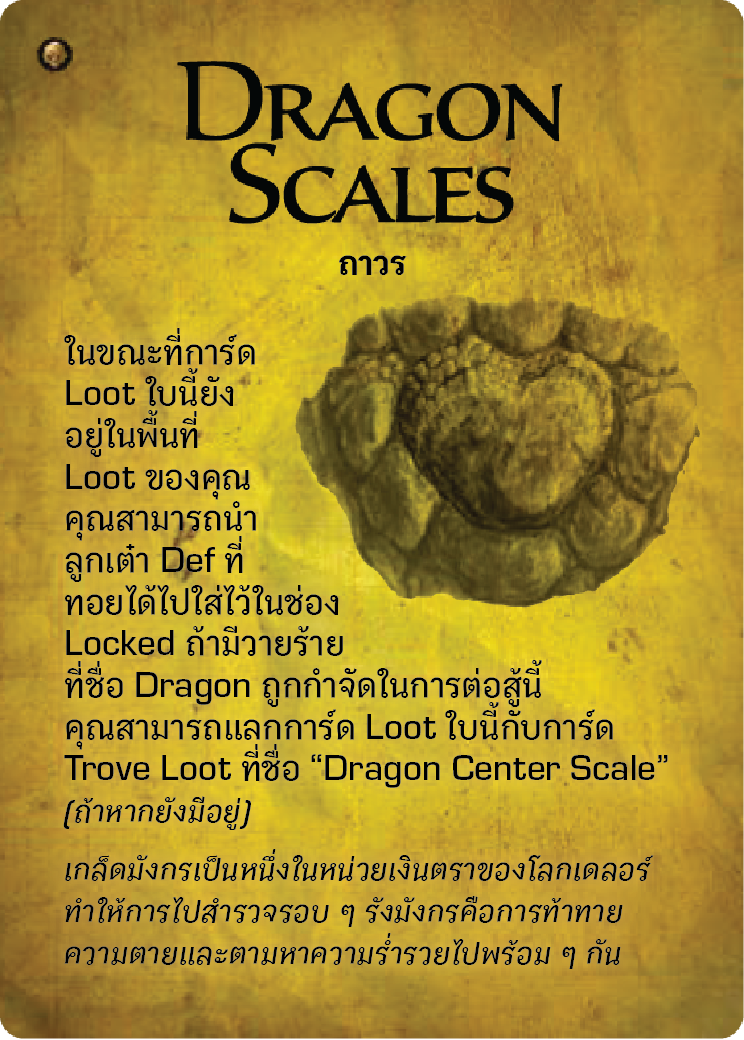 DRAGON
SCALES
ถาวร
ในขณะที่การ์ด
Loot ใบนี้ยัง
อยู่ในพื้นที่
Loot ของคุณ
คุณสามารถนำ
ลูกเต๋า Def ที่
ทอยได้ไปใส่ไว้ในช่อง
Locked ถ้ามีวายร้าย
ที่ชื่อ Dragon ถูกกำจัดในการต่อสู้นี้
คุณสามารถแลกการ์ด Loot ใบนี้กับการ์ด
Trove Loot ที่ชื่อ “Dragon Center Scale”
(ถ้าหากยังมีอยู่)
เกล็ดมังกรเป็นหนึ่งในหน่วยเงินตราของโลกเดลอร์
ทำให้การไปสำรวจรอบ ๆ รังมังกรคือการท้าทาย
ความตายและตามหาความร่ำรวยไปพร้อม ๆ กัน